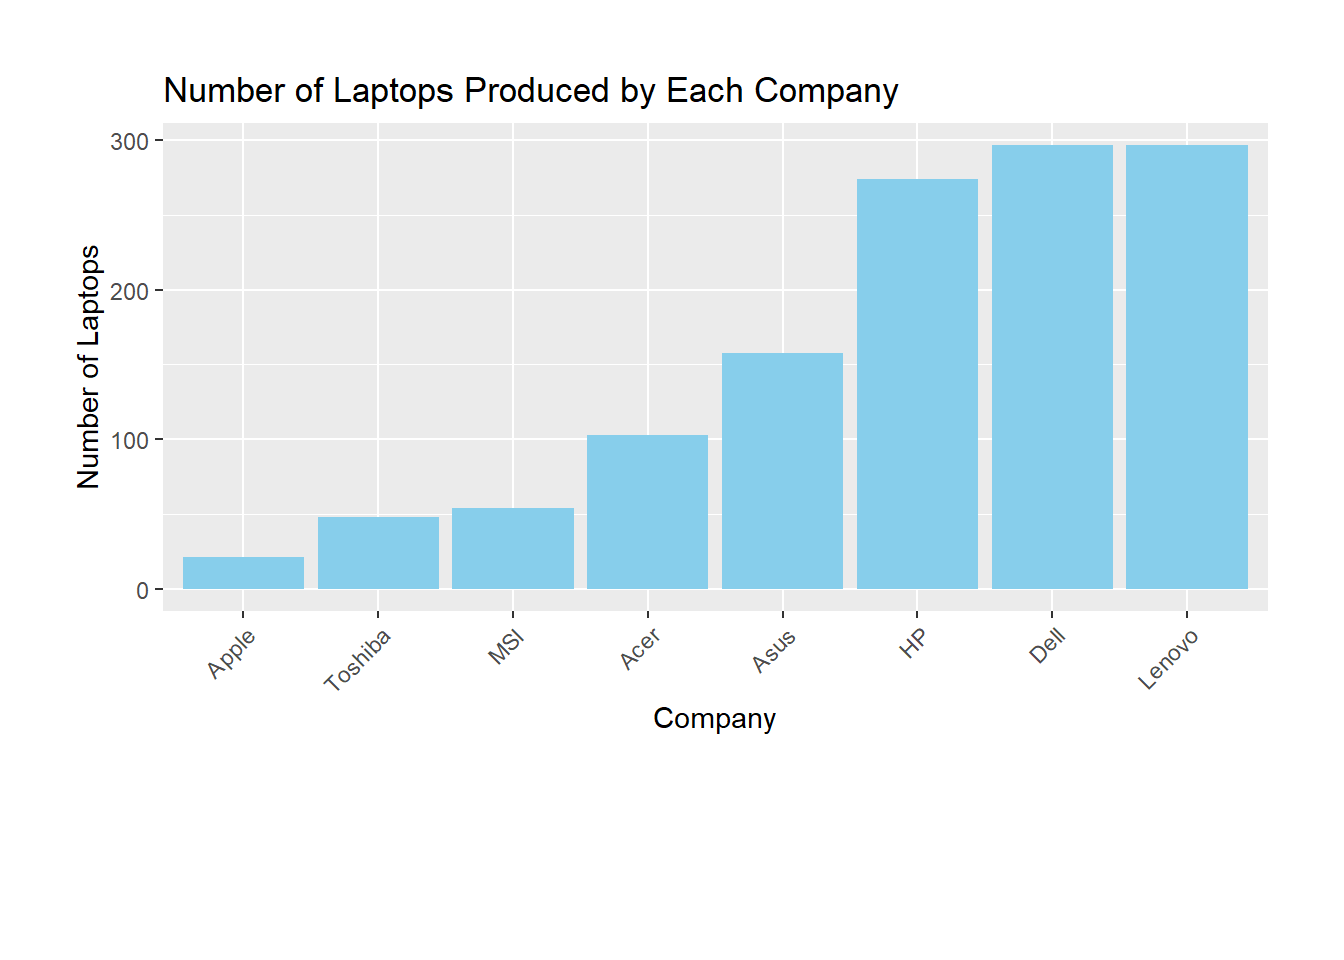 Number of Laptops Produced by Each Company
Number of Laptops
300
200
100
0
Apple
Toshiba
MSI
Acer
Asus
HP
Dell
Lenovo
Company